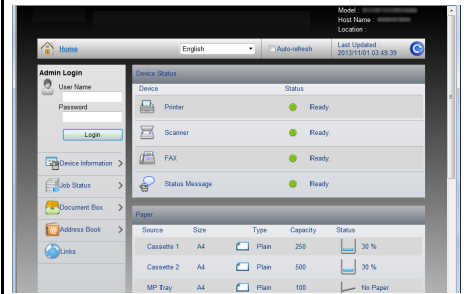 Model :
Host Name :
Location :
Home
English
Auto-refresh
Last Updated :
2013/11/01 03:49:39
Admin Login
User Name
Password
Login
Device Information
Job Status
Document Box
Address Book
Links
Device Status
Device Status
Printer Ready.
Scanner Ready.
FAX Ready.
Status Message Ready
Paper
Source Size Type Capacity Status
Cassette 1 A4 Plain 250 30 %
Cassette 2 A4 Plain 500 30 %
MP Tray A4 Plain 100 No Paper